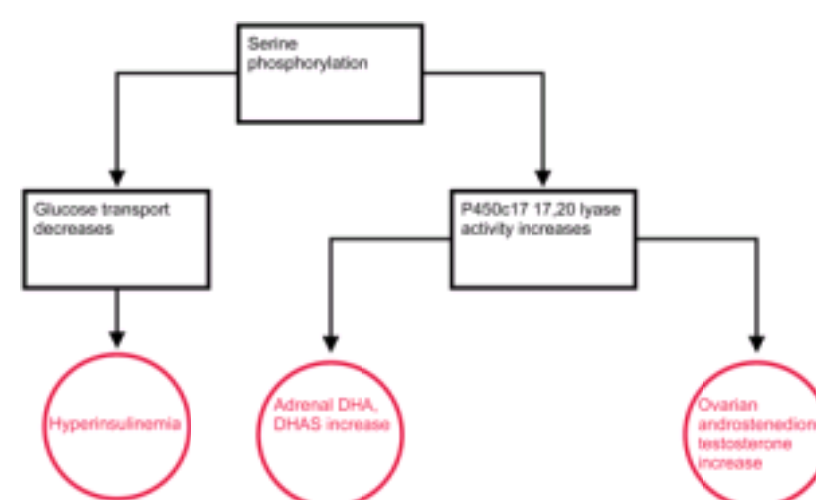 Serine
phosphorylation
Glucose transport
decreases
P450c17 17,20 lyase
activity increases
Hyperinsulinemia
Adrenal DHA,
DHAS increase
Ovarian
androstenedion
testosterone
increase